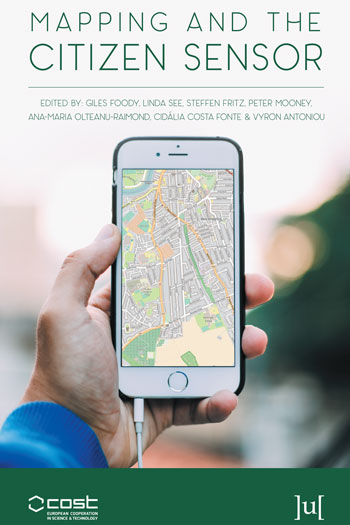 MAPPING AND THE
CITIZEN SENSOR
EDITED BY: GILES FOODY, LINDA SEE, STEFFEN FRITZ, PETER MOONEY,
ANA-MARIA OLTEANU-RAIMOND, CIDÁLIA COSTA FONTE & VYRON ANTONIOU
cost
EUROPEAN COOPERATION
IN SCIENCE & TECHNOLOGY
]u[